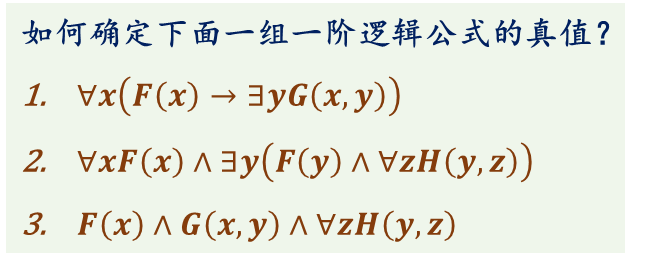 如何确定下面一组一阶逻辑公式的真值？
1. ∀x(F(x) → ∃yG(x, y))
2. ∀xF(x) ∧ ∃y(F(y) ∧ ∀zH(y, z))
3. F(x) ∧ G(x, y) ∧ ∀zH(y, z)